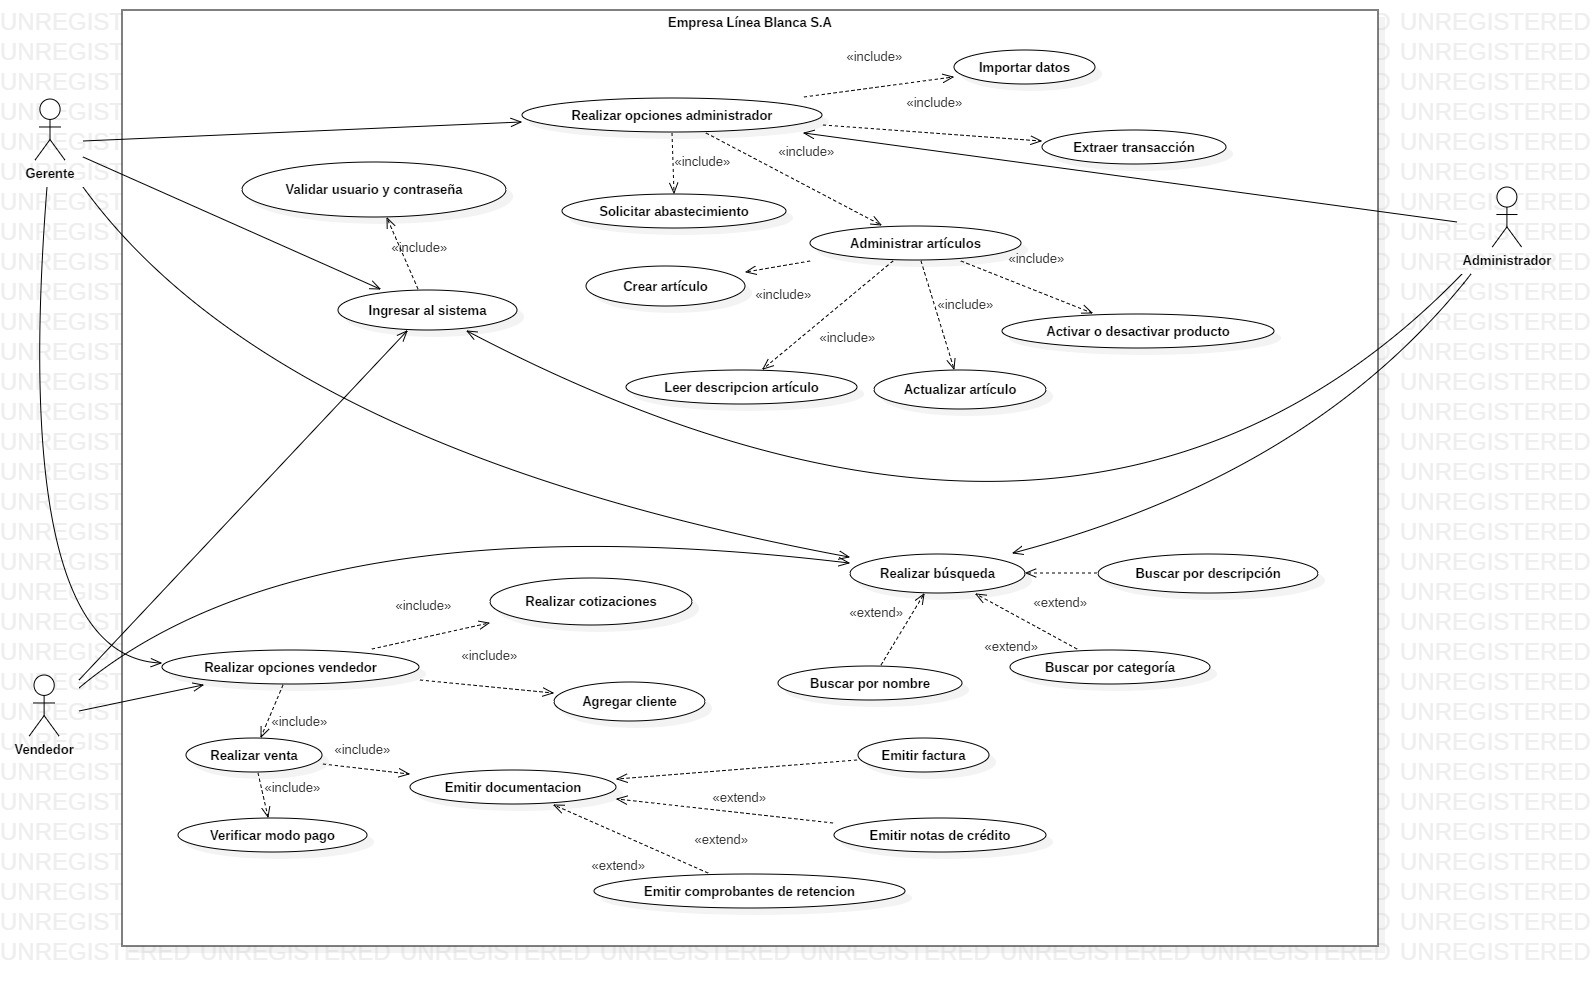 Empresa Línea Blanca S.A
«include»
Importar datos
«include»
Realizar opciones administrador
Extraer transacción
«include»
«include»
Gerente
Validar usuario y contraseña
Solicitar abastecimiento
Administrar artículos
«include»
«include»
Administrador
Crear artículo
«include»
«include»
Ingresar al sistema
Activar o desactivar producto
«include»
Leer descripcion artículo
Actualizar artículo
Realizar búsqueda
Buscar por descripción
Realizar cotizaciones
«include»
«extend»
«extend»
«extend»
«include»
Realizar opciones vendedor
Buscar por categoría
Buscar por nombre
Agregar cliente
«include»
Vendedor
Realizar venta
«include»
Emitir factura
«include»
Emitir documentacion
«extend»
Verificar modo pago
Emitir notas de crédito
«extend»
«extend»
Emitir comprobantes de retencion
UNREGISTERED UNREGISTERED UNREGISTERED UNREGISTERED UNREGISTERED UNREGISTERED UNREGISTERED UNREGISTERED